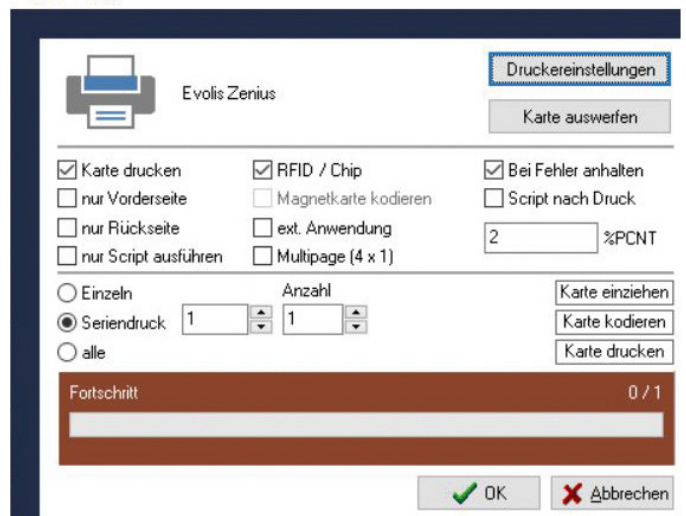 Druckereinstellungen
Evolis Zenius
Karte auswerfen
Karte drucken RFID / Chip Bei Fehler anhalten
nur Vorderseite Magnetkarte kodieren Script nach Druck
nur Rückseite ext. Anwendung 2 %PCNT
nur Script ausführen Multipage (4 x 1)
Einzeln Anzahl Karte einziehen
Seriendruck 1 1 Karte kodieren
alle Karte drucken
Fortschritt 0 / 1
OK Abbrechen